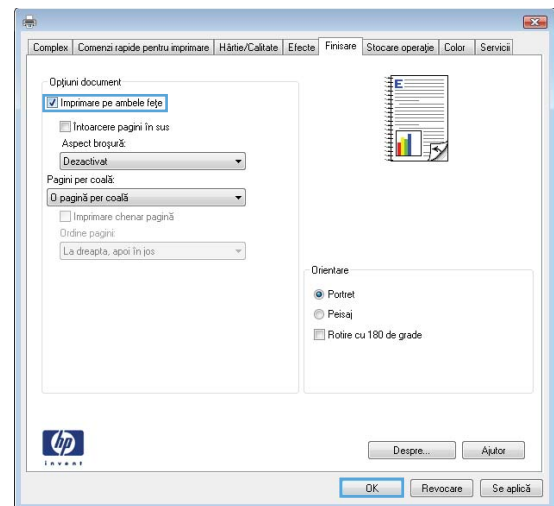 Complex Comenzi rapide pentru imprimare Hârtie/Calitate Efecte Finisare Stocare operaţie Color Servicii
Opţiuni document
Imprimare pe ambele feţe
Întoarcere pagini în sus
Aspect broşură:
Dezactivat
Pagini per coală:
O pagină per coală
Imprimare chenar pagină
Ordine pagini:
La dreapta, apoi în jos
E
Orientare
Portret
Peisaj
Rotire cu 180 de grade
hp
invent
Despre... Ajutor
OK Revocare Se aplică